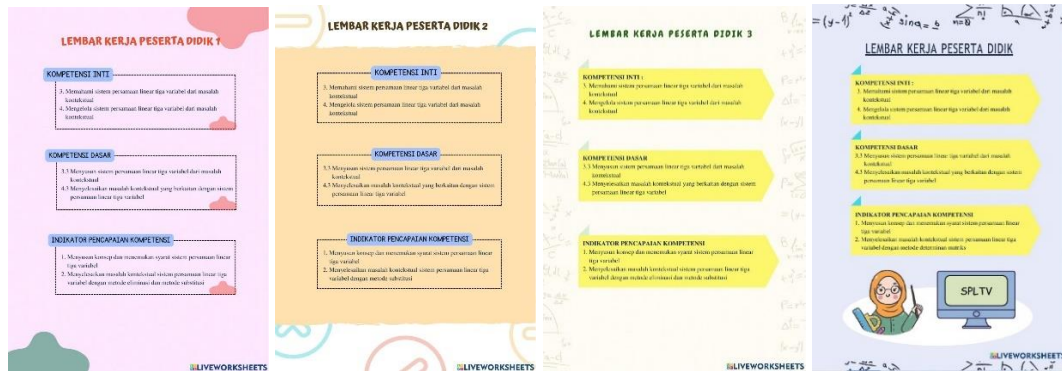 LEMBAR KERJA PESERTA DIDIK 1
KOMPETENSI INTI
3. Memahami sistem persamaan linear tiga variabel dari masalah
kontekstual
4. Mengelola sistem persamaan linear tiga variabel dari masalah
kontekstual
KOMPETENSI DASAR
3.3 Menyusun sistem persamaan linear tiga variabel dari masalah
kontekstual
4.3 Menyelesaikan masalah kontekstual yang berkaitan dengan sistem
persamaan linear tiga variabel
INDIKATOR PENCAPAIAN KOMPETENSI
1. Menyusun konsep dan menemukan syarat sistem persamaan linear
tiga variabel
2. Menyelesaikan masalah kontekstual sistem persamaan linear tiga
variabel dengan metode eliminasi dan metode substitusi
LIVEWORKSHEETS
LEMBAR KERJA PESERTA DIDIK 2
KOMPETENSI INTI
3. Memahami sistem persamaan linear tiga variabel dari masalah
kontekstual
4. Mengelola sistem persamaan linear tiga variabel dari masalah
kontekstual
KOMPETENSI DASAR
3.3 Menyusun sistem persamaan linear tiga variabel dari masalah
kontekstual
4.3 Menyelesaikan masalah kontekstual yang berkaitan dengan sistem
persamaan linear tiga variabel
INDIKATOR PENCAPAIAN KOMPETENSI
1. Menyusun konsep dan menemukan syarat sistem persamaan linear
tiga variabel
2. Menyelesaikan masalah kontekstual sistem persamaan linear tiga
variabel dengan metode substitusi
LIVEWORKSHEETS
LEMBAR KERJA PESERTA DIDIK 3
KOMPETENSI INTI :
3. Memahami sistem persamaan linear tiga variabel dari masalah
kontekstual
4. Mengelola sistem persamaan linear tiga variabel dari masalah
kontekstual
KOMPETENSI DASAR
3.3 Menyusun sistem persamaan linear tiga variabel dari masalah
kontekstual
4.3 Menyelesaikan masalah kontekstual yang berkaitan dengan sistem
persamaan linear tiga variabel
INDIKATOR PENCAPAIAN KOMPETENSI
1. Menyusun konsep dan menemukan syarat sistem persamaan linear
tiga variabel
2. Menyelesaikan masalah kontekstual sistem persamaan linear tiga
variabel dengan metode eliminasi dan metode substitusi
LIVEWORKSHEETS
LEMBAR KERJA PESERTA DIDIK
KOMPETENSI INTI :
3. Memahami sistem persamaan linear tiga variabel dari masalah
kontekstual
4. Mengelola sistem persamaan linear tiga variabel dari masalah
kontekstual
KOMPETENSI DASAR
3.3 Menyusun sistem persamaan linear tiga variabel dari masalah
kontekstual
4.3 Menyelesaikan masalah kontekstual yang berkaitan dengan sistem
persamaan linear tiga variabel
INDIKATOR PENCAPAIAN KOMPETENSI
1. Menyusun konsep dan menemukan syarat sistem persamaan linear
tiga variabel
2. Menyelesaikan masalah kontekstual sistem persamaan linear tiga
variabel dengan metode determinan matriks
SPLTV
LIVEWORKSHEETS